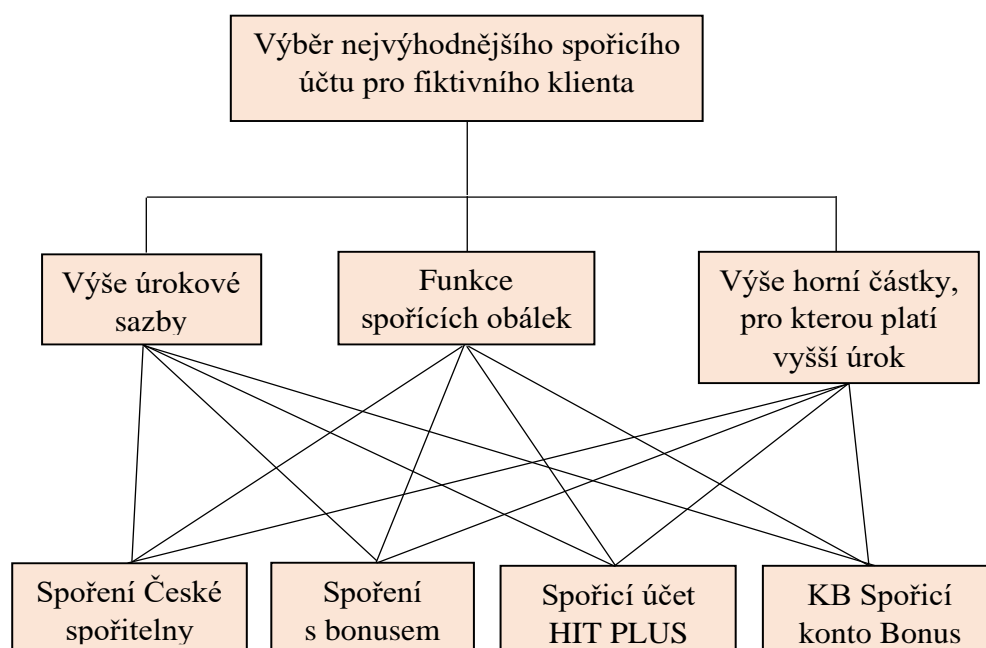 Výběr nejvýhodnějšího spořicího
účtu pro fiktivního klienta
Výše úrokové
sazby
Funkce
spořících obálek
Výše horní částky,
pro kterou platí
vyšší úrok
Spoření České
spořitelny
Spoření
s bonusem
Spořicí účet
HIT PLUS
KB Spořicí
konto Bonus